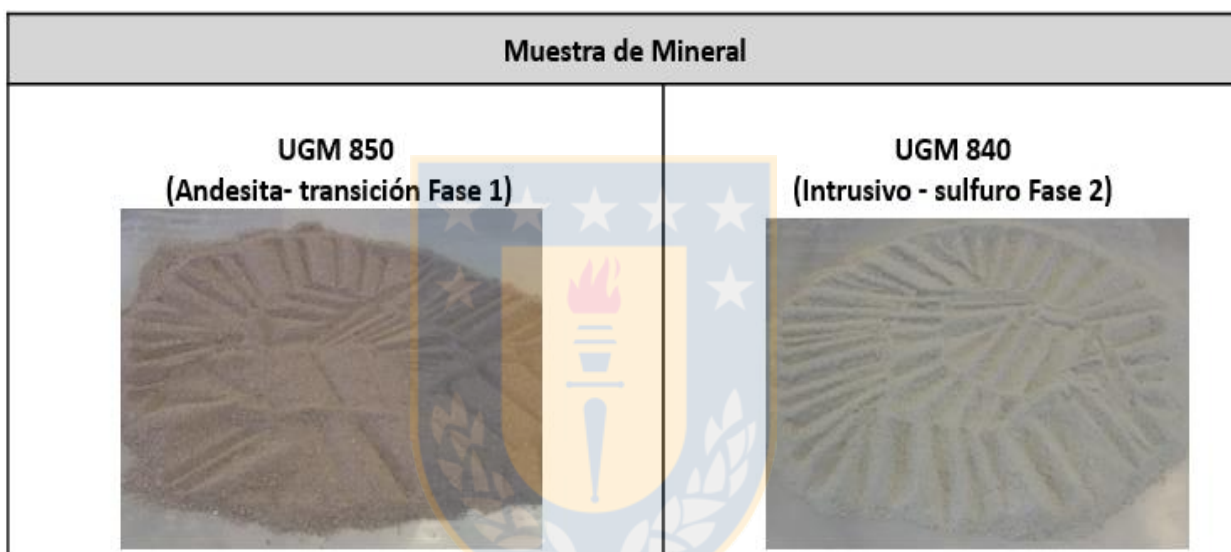 Muestra de Mineral
UGM 850
(Andesita- transición Fase 1)
UGM 840
(Intrusivo - sulfuro Fase 2)